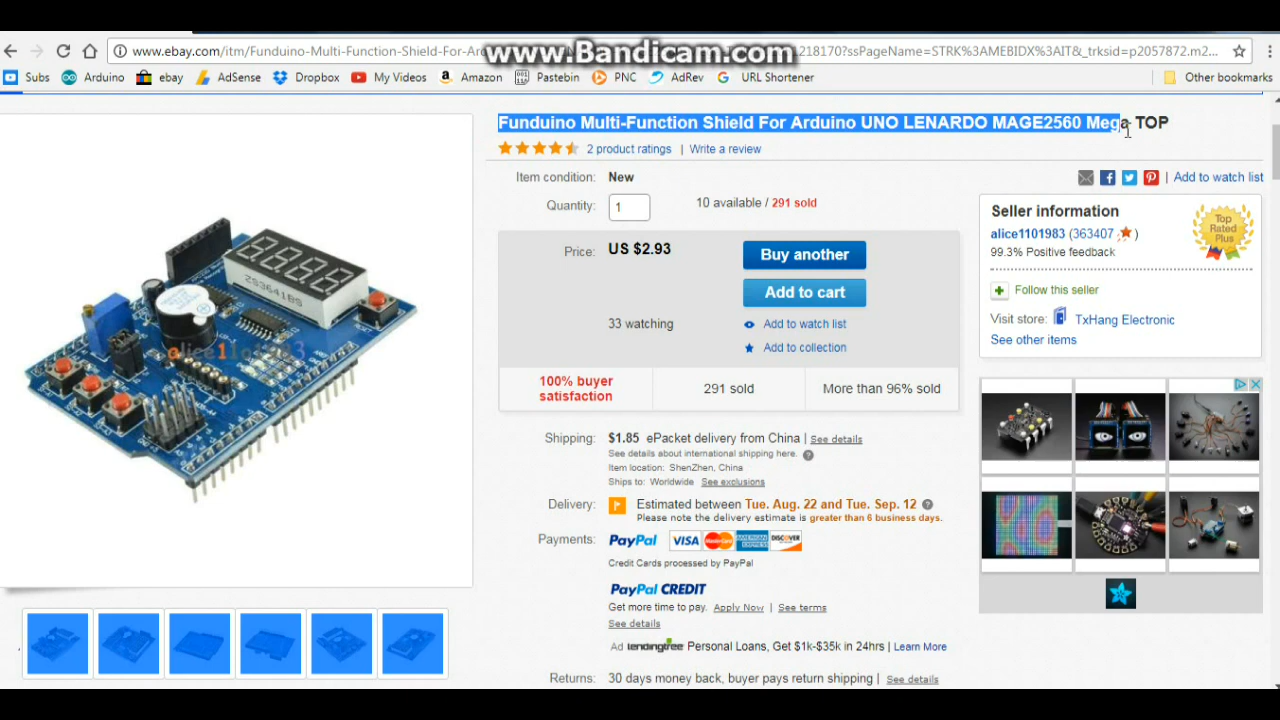 www.Bandicam.com
www.ebay.com/itm/Funduino-Multi-Function-Shield-For-Ar 218170?ssPageName=STRK%3AMEBIDX%3AIT&_trksid=p2057872.m2...
Subs Arduino ebay AdSense Dropbox My Videos Amazon Pastebin PNC AdRev URL Shortener Other bookmarks
Funduino Multi-Function Shield For Arduino UNO LENARDO MAGE2560 Mega TOP
2 product ratings | Write a review
Item condition: New
Add to watch list
Quantity: 1 10 available / 291 sold
Price: US $2.93
Buy another
Add to cart
33 watching
Add to watch list
Add to collection
100% buyer satisfaction
291 sold
More than 96% sold
Shipping: $1.85 ePacket delivery from China | See details
See details about international shipping here.
Item location: ShenZhen, China
Ships to: Worldwide See exclusions
Delivery: Estimated between Tue. Aug. 22 and Tue. Sep. 12
Please note the delivery estimate is greater than 6 business days.
Payments: PayPal VISA MasterCard AMERICAN EXPRESS DISCOVER
Credit Cards processed by PayPal
PayPal CREDIT
Get more time to pay. Apply Now | See terms
See details
Ad lendingtree Personal Loans, Get $1k-$35k in 24hrs | Learn More
Returns: 30 days money back, buyer pays return shipping | See details
Seller information
alice1101983 (363407)
99.3% Positive feedback
Top Rated Plus
Follow this seller
Visit store: TxHang Electronic
See other items
ZS3641BS
alice1101983